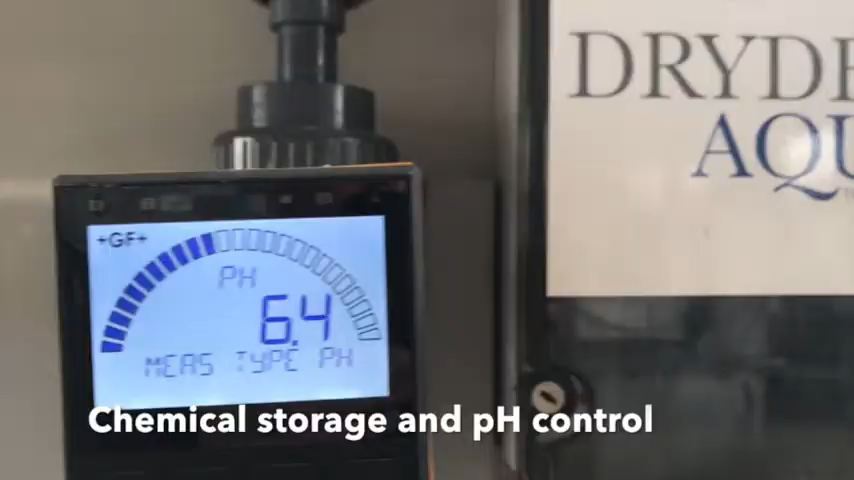 +GF+
PH
6.4
MEAS TYPE PH
DRYDE
AQU
Chemical storage and pH control